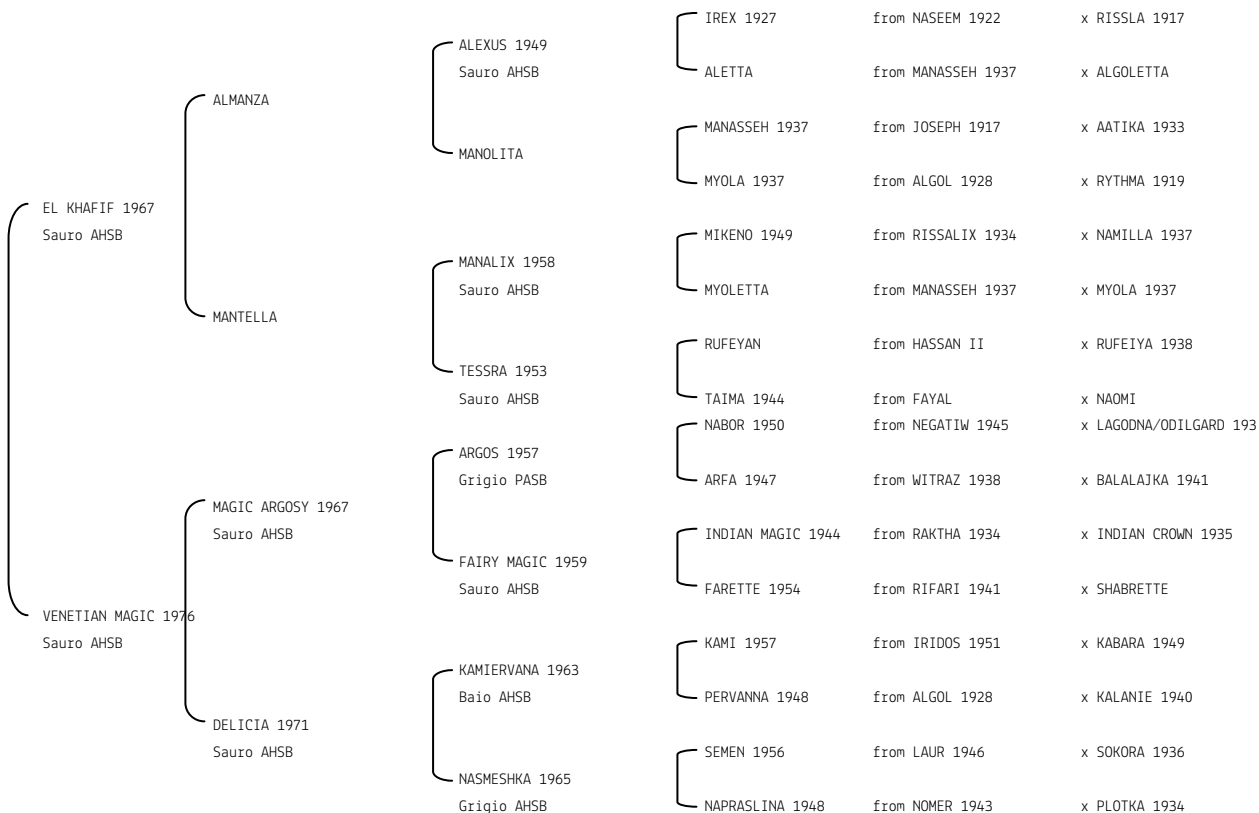 IREX 1927 from NASEEM 1922 x RISSLA 1917
ALEXUS 1949
Sauro AHSB ALETTA from MANASSEH 1937 x ALGOLETTA
ALMANZA
MANASSEH 1937 from JOSEPH 1917 x AATIKA 1933
MANOLITA
MYOLA 1937 from ALGOL 1928 x RYTHMA 1919
EL KHAFIF 1967
Sauro AHSB MIKENO 1949 from RISSALIX 1934 x NAMILLA 1937
MANALIX 1958
Sauro AHSB MYOLETTA from MANASSEH 1937 x MYOLA 1937
MANTELLA
RUFEYAN from HASSAN II x RUFEIYA 1938
TESSRA 1953
Sauro AHSB TAIMA 1944 from FAYAL x NAOMI
NABOR 1950 from NEGATIW 1945 x LAGODNA/ODILGARD 193
ARGOS 1957
Grigio PASB ARFA 1947 from WITRAZ 1938 x BALALAJKA 1941
MAGIC ARGOSY 1967
Sauro AHSB INDIAN MAGIC 1944 from RAKTHA 1934 x INDIAN CROWN 1935
FAIRY MAGIC 1959
Sauro AHSB FARETTE 1954 from RIFARI 1941 x SHABRETTE
VENETIAN MAGIC 1976
Sauro AHSB KAMI 1957 from IRIDOS 1951 x KABARA 1949
KAMIERVANA 1963
Baio AHSB PERVANNA 1948 from ALGOL 1928 x KALANIE 1940
DELICIA 1971
Sauro AHSB SEMEN 1956 from LAUR 1946 x SOKORA 1936
NASMESHKA 1965
Grigio AHSB NAPRASLINA 1948 from NOMER 1943 x PLOTKA 1934